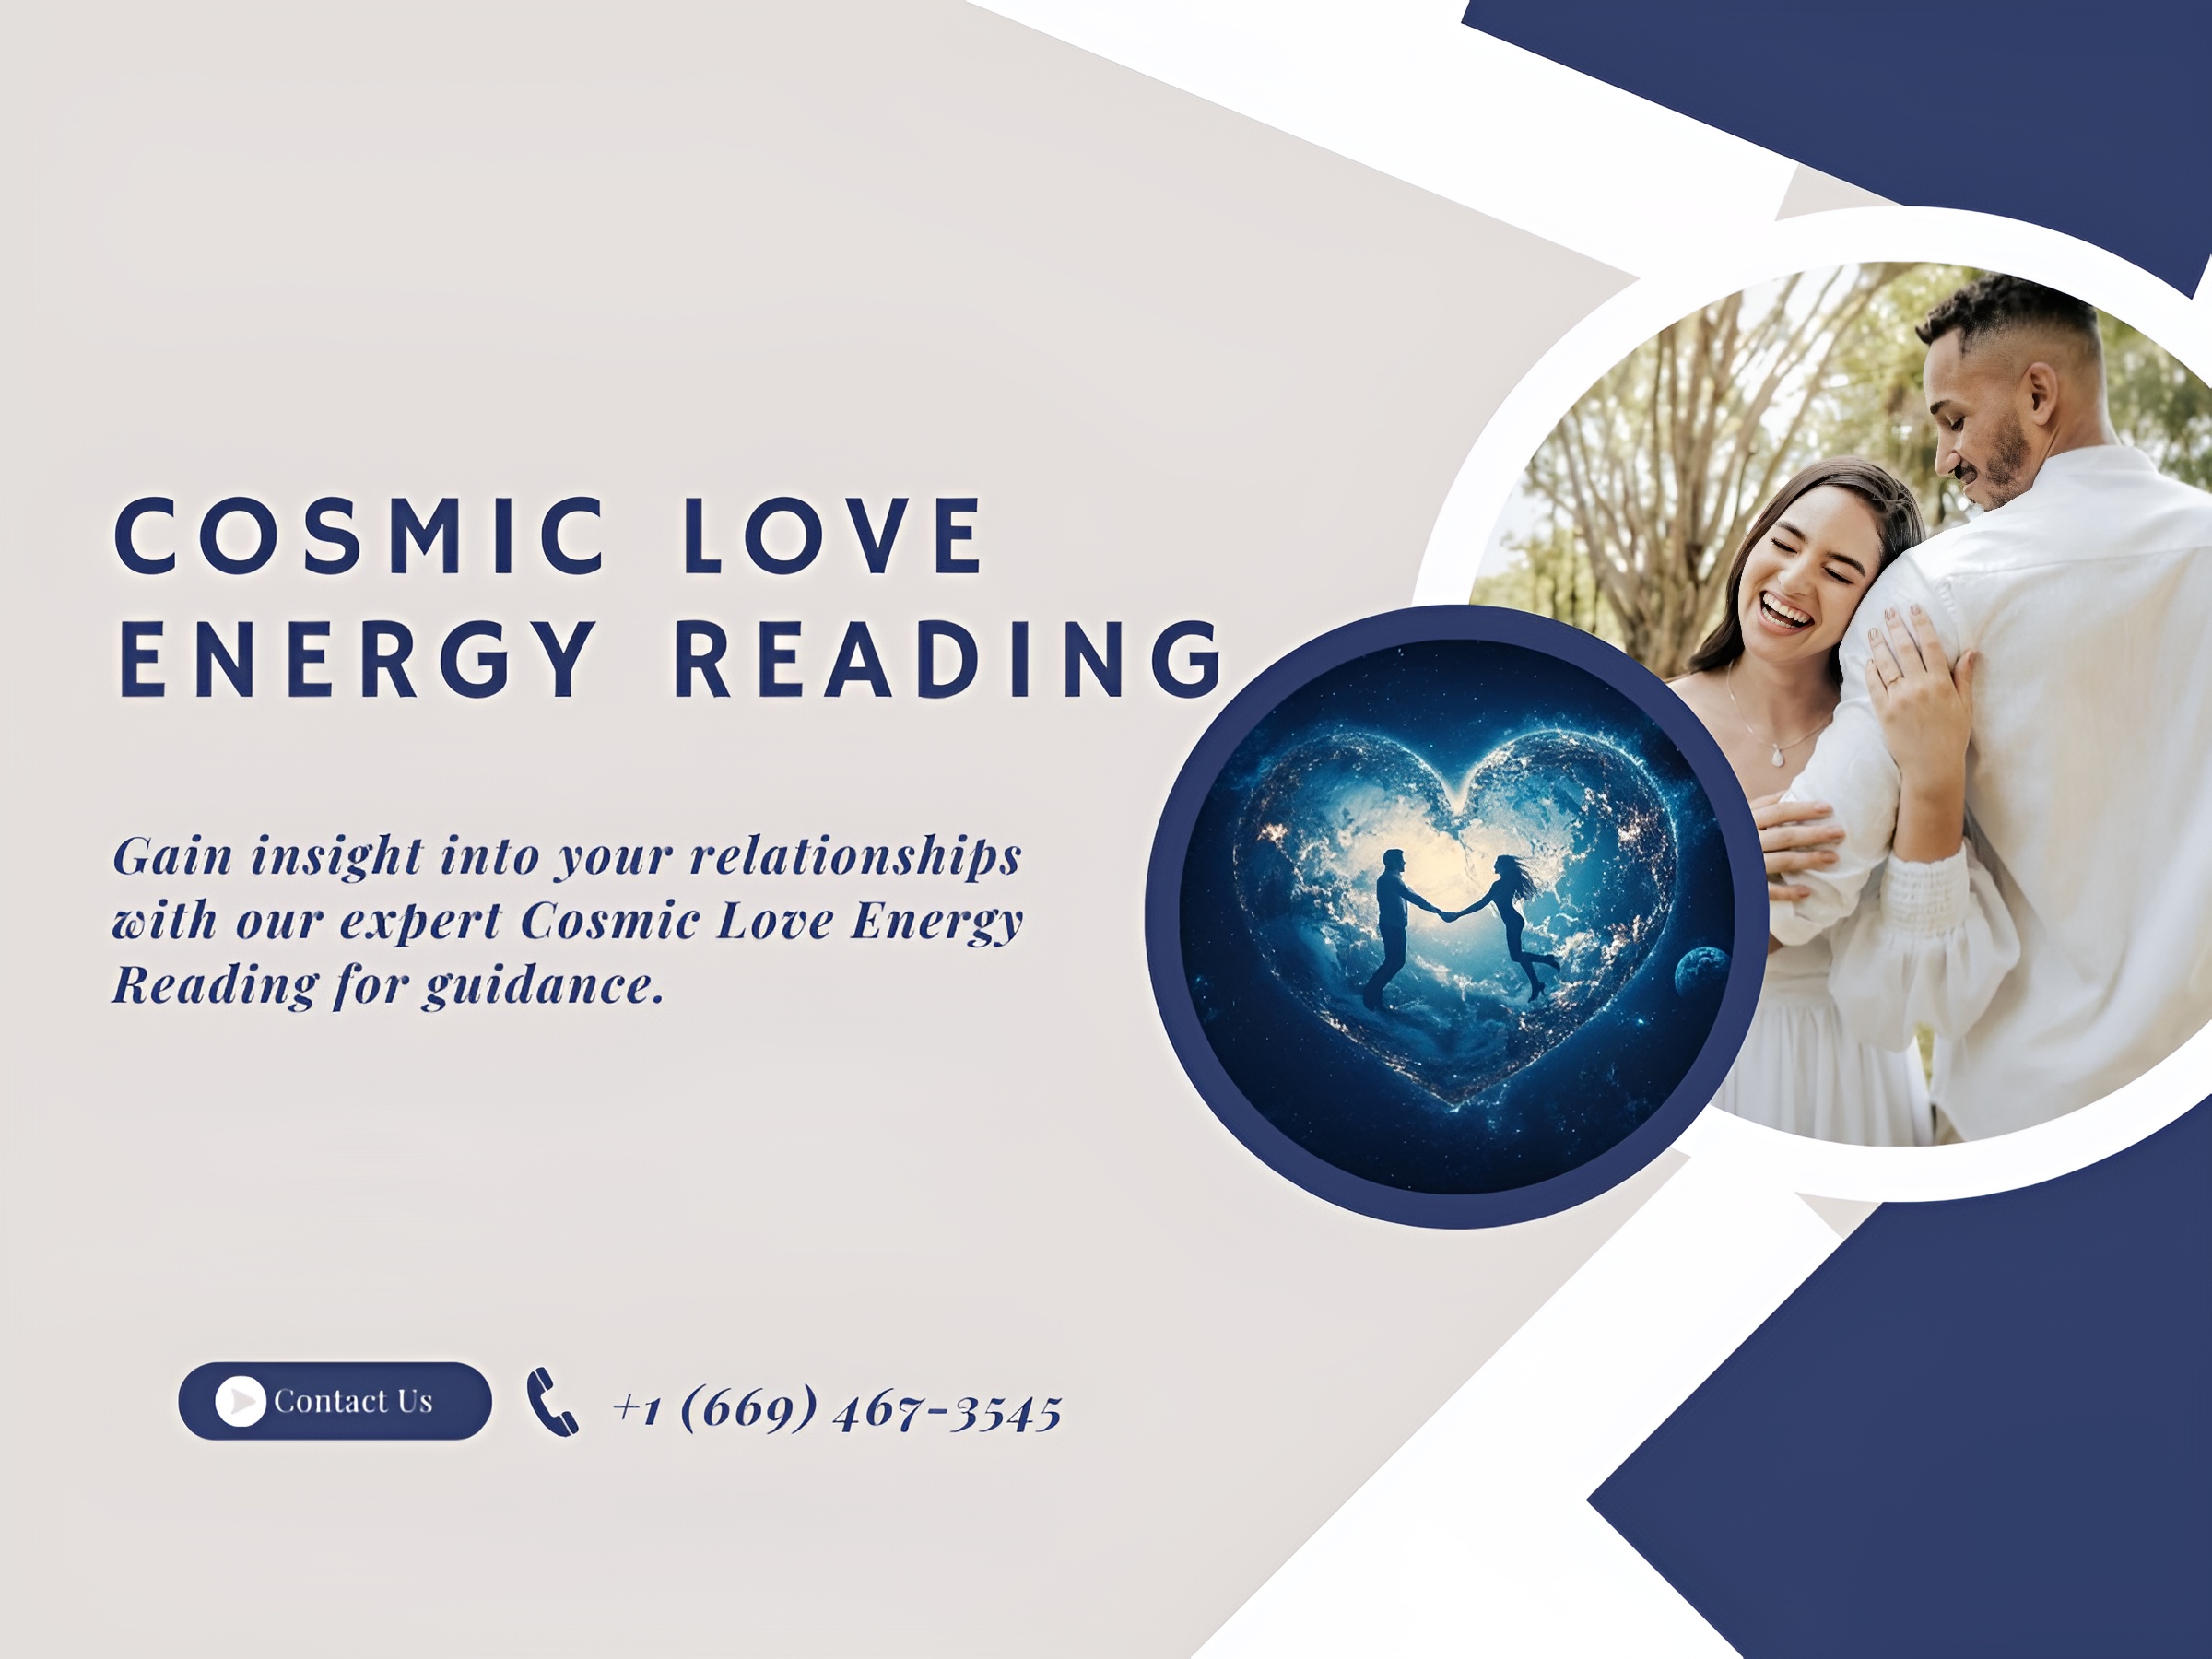 COSMIC LOVE
ENERGY READING
Gain insight into your relationships
with our expert Cosmic Love Energy
Reading for guidance.
Contact Us
+1 (669) 467-3545